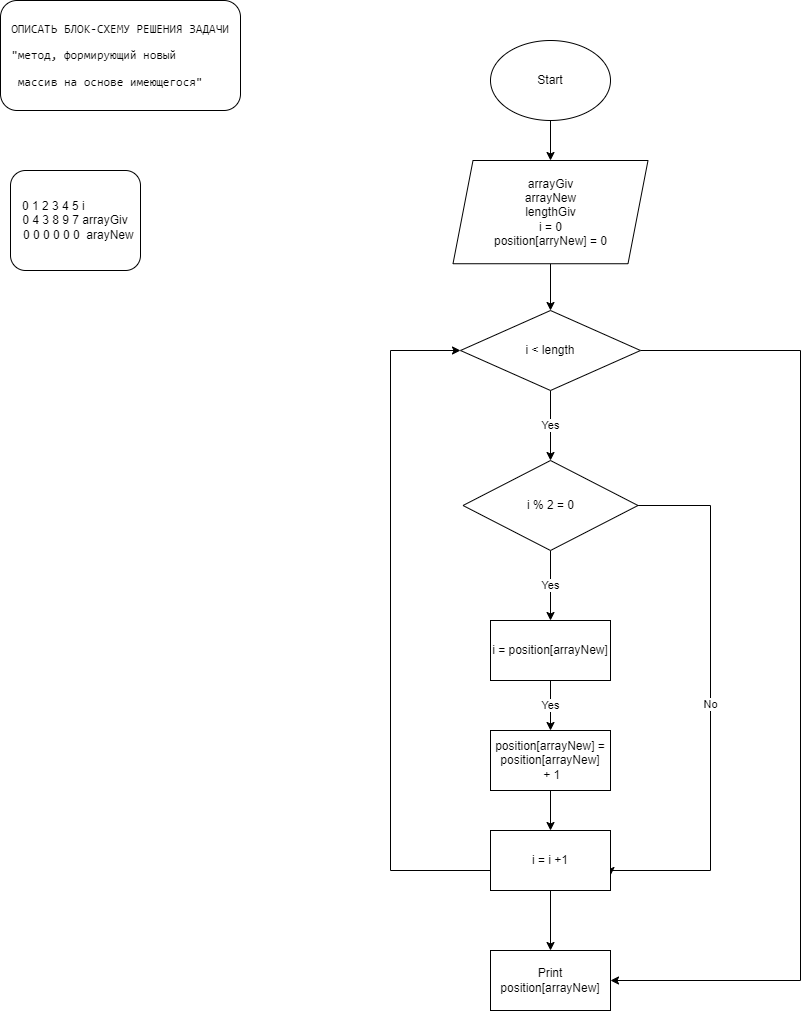 ОПИСАТЬ БЛОК-СХЕМУ РЕШЕНИЯ ЗАДАЧИ
"метод, формирующий новый
массив на основе имеющегося"
0 1 2 3 4 5 i
0 4 3 8 9 7 arrayGiv
0 0 0 0 0 0 arayNew
Start
arrayGiv
arrayNew
lengthGiv
i = 0
position[arryNew] = 0
i < length
Yes
i % 2 = 0
Yes
i = position[arrayNew]
Yes
No
position[arrayNew] =
position[arrayNew]
+ 1
i = i +1
Print
position[arrayNew]